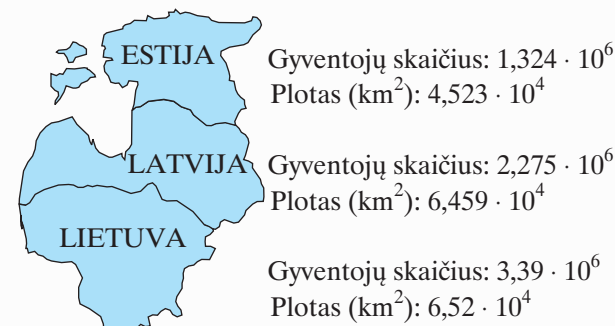 ESTIJA
Gyventojų skaičius: 1,324 · 10⁶
Plotas (km²): 4,523 · 10⁴
LATVIJA
Gyventojų skaičius: 2,275 · 10⁶
Plotas (km²): 6,459 · 10⁴
LIETUVA
Gyventojų skaičius: 3,39 · 10⁶
Plotas (km²): 6,52 · 10⁴